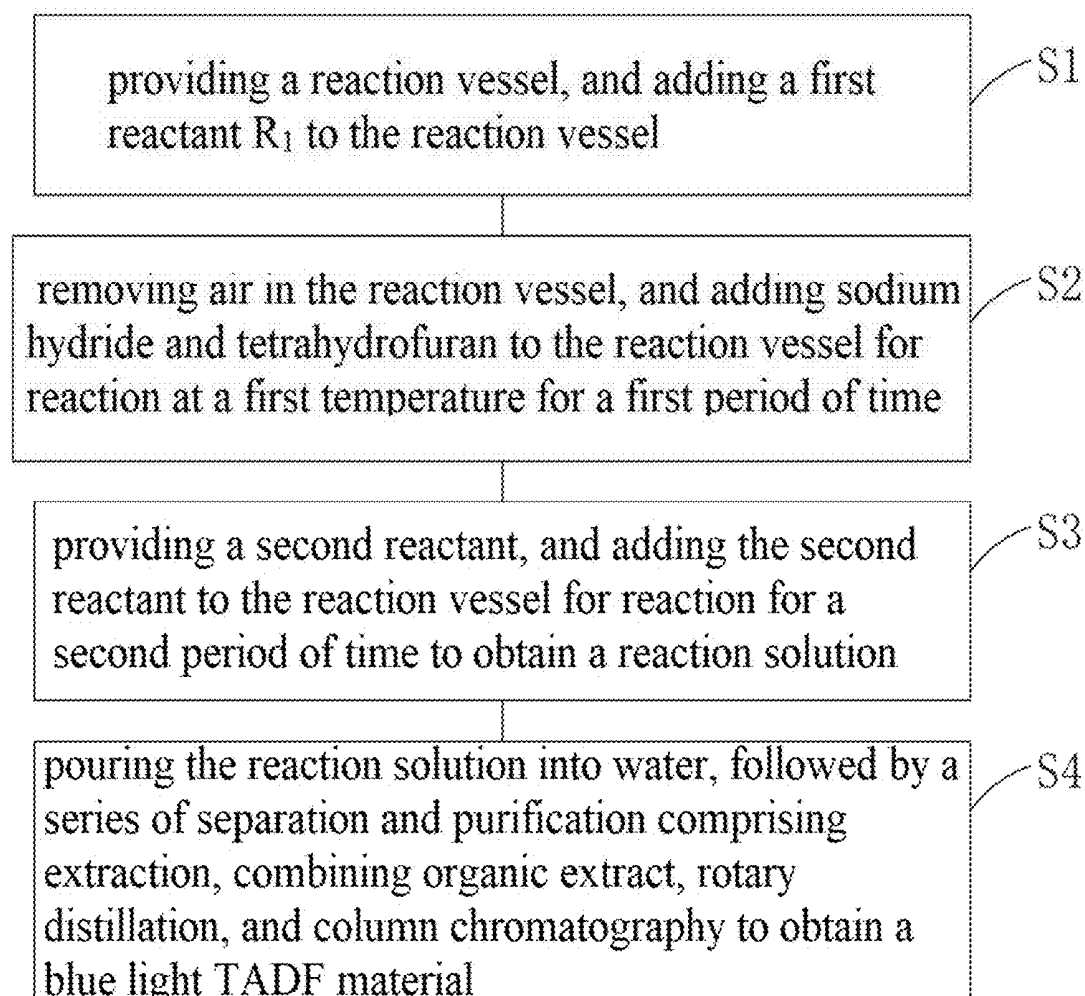 providing a reaction vessel, and adding a first
reactant R₁ to the reaction vessel
S1
removing air in the reaction vessel, and adding sodium
hydride and tetrahydrofuran to the reaction vessel for
reaction at a first temperature for a first period of time
S2
providing a second reactant, and adding the second
reactant to the reaction vessel for reaction for a
second period of time to obtain a reaction solution
S3
pouring the reaction solution into water, followed by a
series of separation and purification comprising
extraction, combining organic extract, rotary
distillation, and column chromatography to obtain a
blue light TADF material
S4